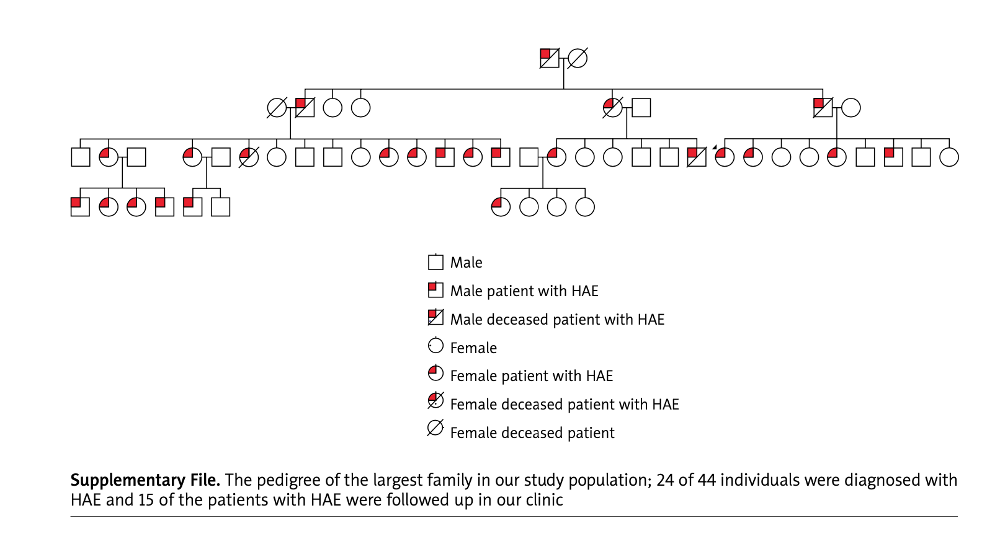 Male
Male patient with HAE
Male deceased patient with HAE
Female
Female patient with HAE
Female deceased patient with HAE
Female deceased patient
Supplementary File. The pedigree of the largest family in our study population; 24 of 44 individuals were diagnosed with
HAE and 15 of the patients with HAE were followed up in our clinic